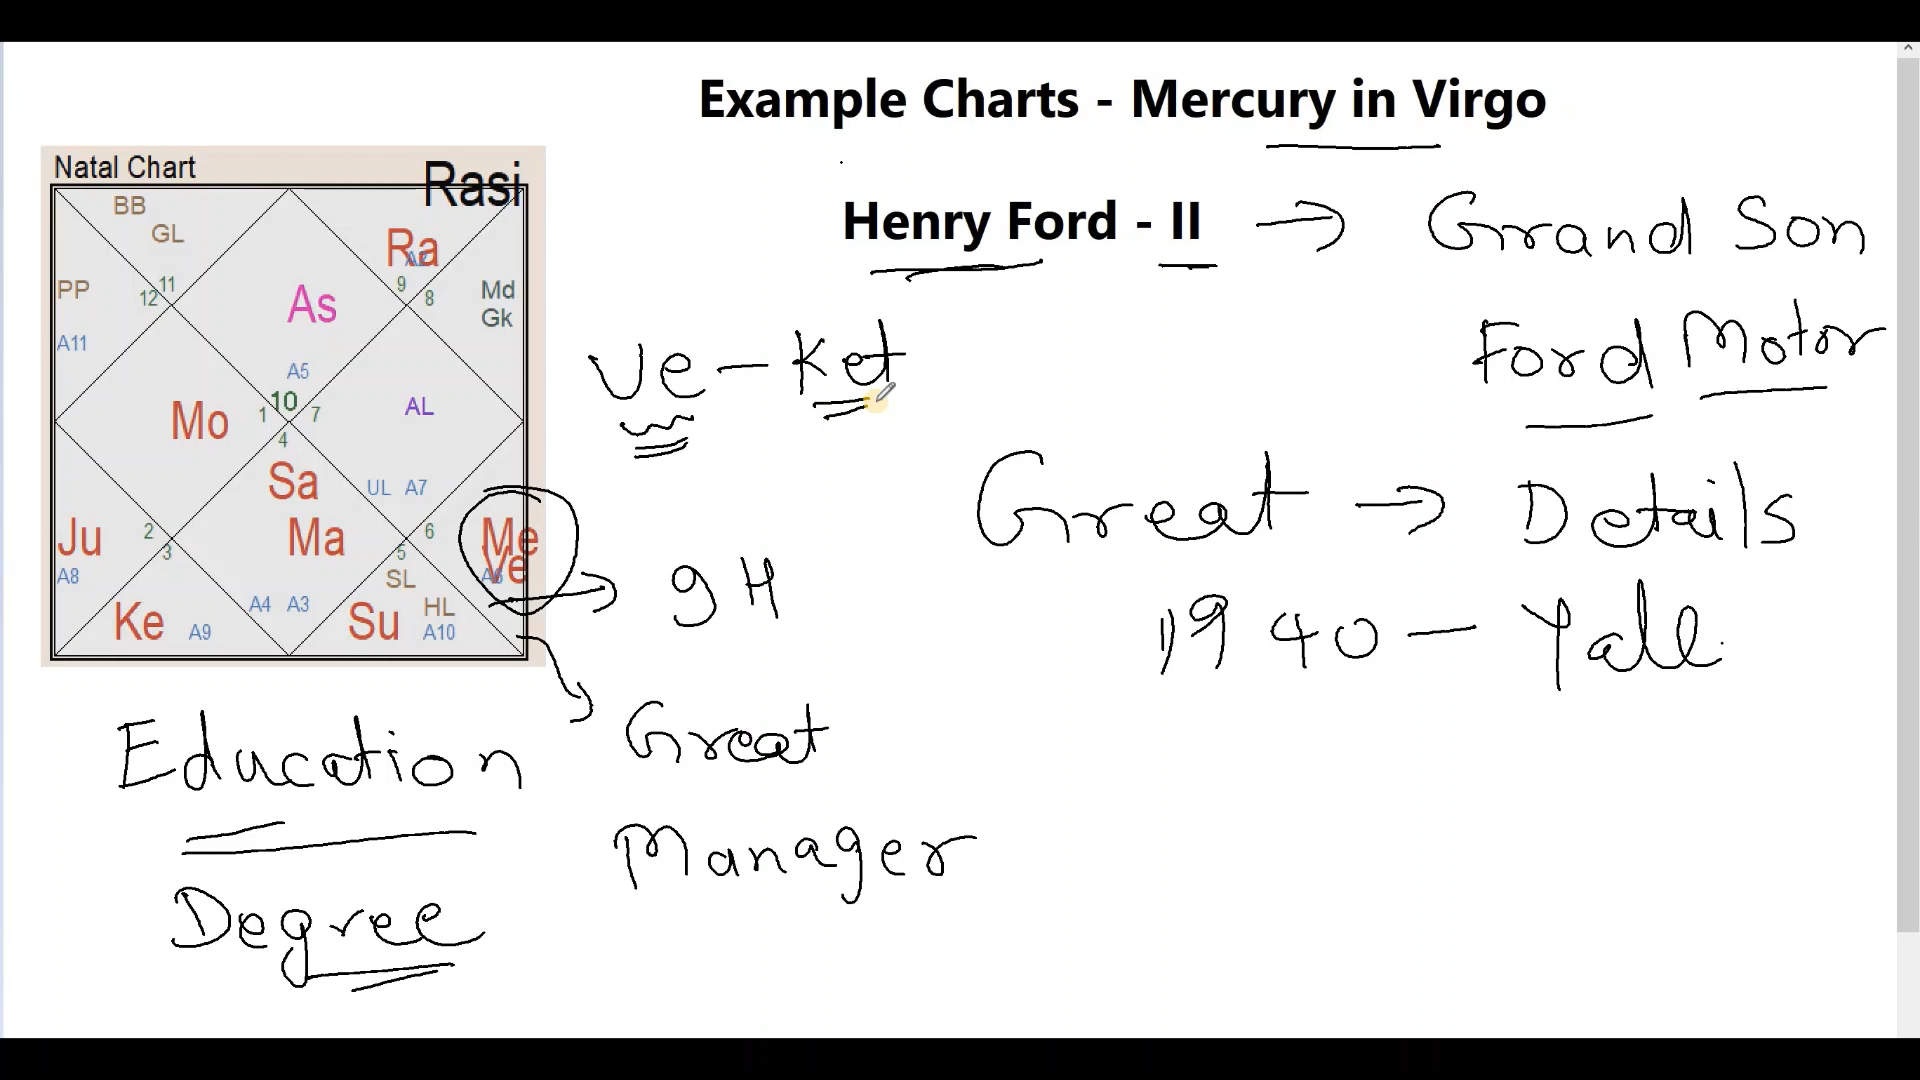 Example Charts - Mercury in Virgo
Natal Chart
Rasi
Henry Ford - II → Grand Son
Ford Motor
Ve - Ket
Great → Details
9H
1940 - Yall
Great
Manager
Education
Degree
BB
GL
Ra
11
12
9
8
PP
Md
Gk
As
A11
A5
Mo
1
10
7
AL
4
Sa
UL A7
Ju
2
3
Ma
5
6
Me
Ve
A8
SL
A4 A3
Ke
A9
Su
HL
A10